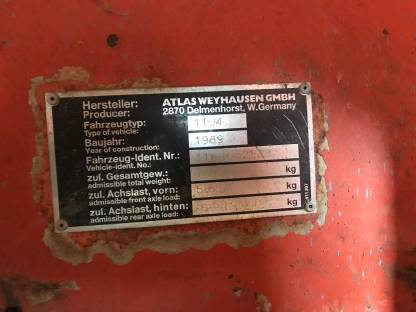 Hersteller: ATLAS WEYHAUSEN GMBH
Producer: 2870 Delmenhorst, W.Germany
Fahrzeugtyp:
Type of vehicle:
Baujahr: 1989
Year of construction:
Fahrzeug-Ident. Nr.:
Vehicle-Ident. No.:
zul. Gesamtgew.: kg
admissible total weight:
zul. Achslast, vorn: kg
admissible front axle load:
zul. Achslast, hinten: kg
admissible rear axle load: